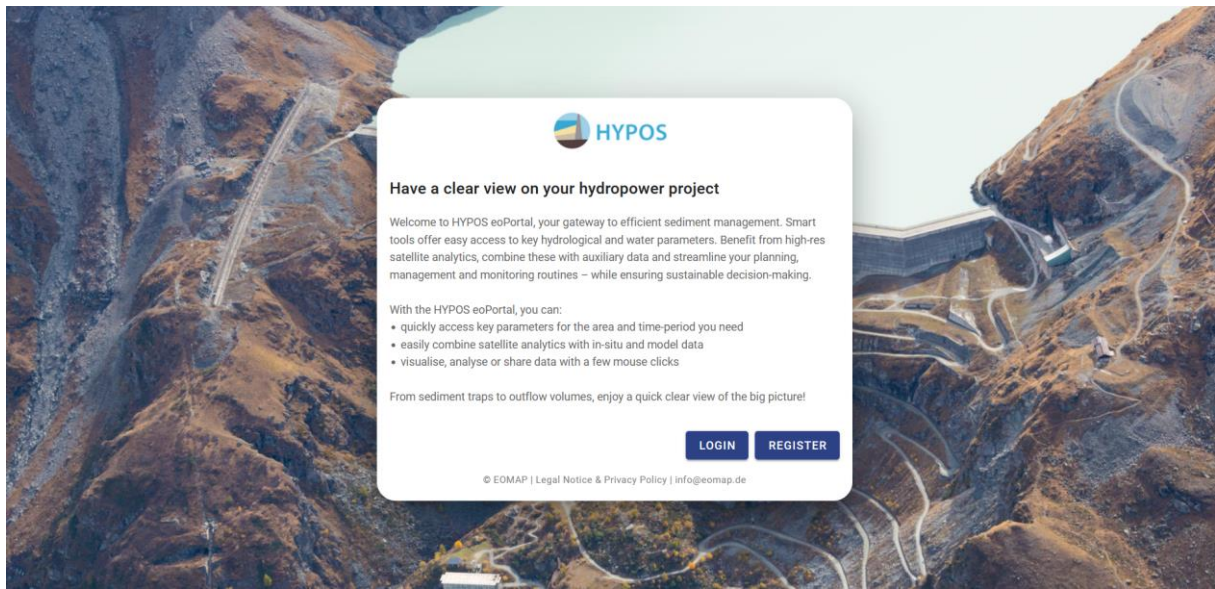 HYPOS
Have a clear view on your hydropower project
Welcome to HYPOS eoPortal, your gateway to efficient sediment management. Smart
tools offer easy access to key hydrological and water parameters. Benefit from high-res
satellite analytics, combine these with auxiliary data and streamline your planning,
management and monitoring routines – while ensuring sustainable decision-making.
With the HYPOS eoPortal, you can:
• quickly access key parameters for the area and time-period you need
• easily combine satellite analytics with in-situ and model data
• visualise, analyse or share data with a few mouse clicks
From sediment traps to outflow volumes, enjoy a quick clear view of the big picture!
LOGIN REGISTER
© EOMAP | Legal Notice & Privacy Policy | info@eomap.de